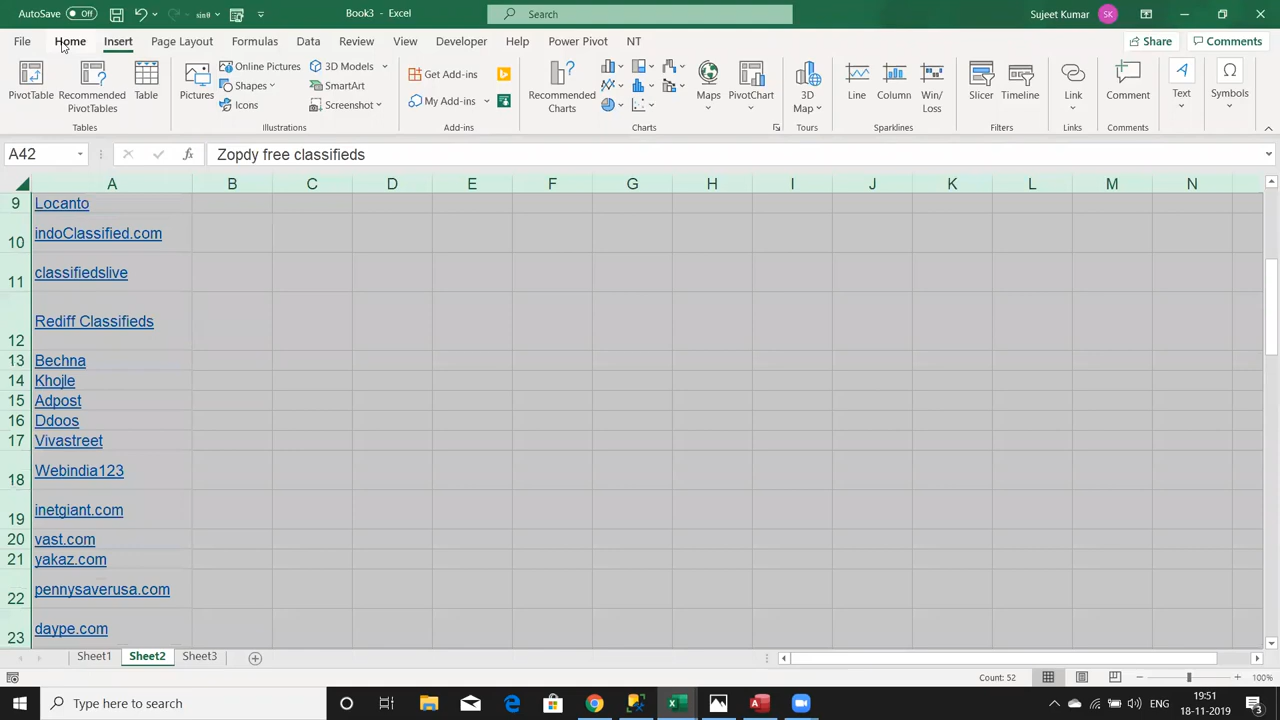 AutoSave Off Book3 - Excel Search Sujeet Kumar SK
File Home Insert Page Layout Formulas Data Review View Developer Help Power Pivot NT Share Comments
PivotTable Recommended PivotTables Table Pictures Online Pictures Shapes Icons 3D Models SmartArt Screenshot Get Add-ins My Add-ins Recommended Charts Maps PivotChart 3D Map Line Column Win/Loss Slicer Timeline Link Comment Text Symbols
Tables Illustrations Add-ins Charts Tours Sparklines Filters Links Comments
A42 fx Zopdy free classifieds
A B C D E F G H I J K L M N
9 Locanto
10 indoClassified.com
11 classifiedslive
12 Rediff Classifieds
13 Bechna
14 Khojle
15 Adpost
16 Ddoos
17 Vivastreet
18 Webindia123
19 inetgiant.com
20 vast.com
21 yakaz.com
22 pennysaverusa.com
23 daype.com
Sheet1 Sheet2 Sheet3
Count: 52 100%
Type here to search ENG 19:51
18-11-2019 3